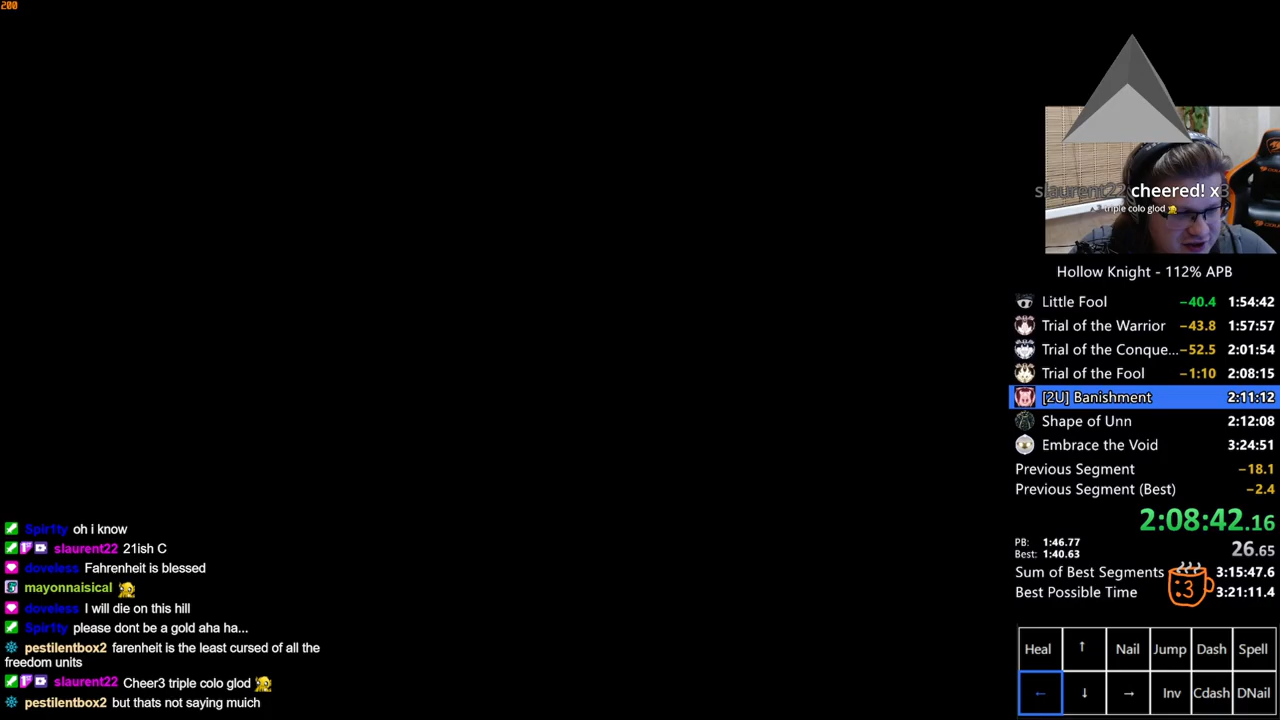 200
slaurent22 cheered! x3
3 triple colo glod
Hollow Knight - 112% APB
Little Fool −40.4 1:54:42
Trial of the Warrior −43.8 1:57:57
Trial of the Conque... −52.5 2:01:54
Trial of the Fool −1:10 2:08:15
[2U] Banishment 2:11:12
Shape of Unn 2:12:08
Embrace the Void 3:24:51
Previous Segment −18.1
Previous Segment (Best) −2.4
2:08:42.16
PB: 1:46.77
Best: 1:40.63
26.65
Sum of Best Segments 3:15:47.6
Best Possible Time 3:21:11.4
:3
Heal ↑ Nail Jump Dash Spell
← ↓ → Inv Cdash DNail
Spir1ty oh i know
slaurent22 21ish C
doveless Fahrenheit is blessed
mayonnaisical
doveless I will die on this hill
Spir1ty please dont be a gold aha ha...
pestilentbox2 farenheit is the least cursed of all the
freedom units
slaurent22 Cheer3 triple colo glod
pestilentbox2 but thats not saying muich